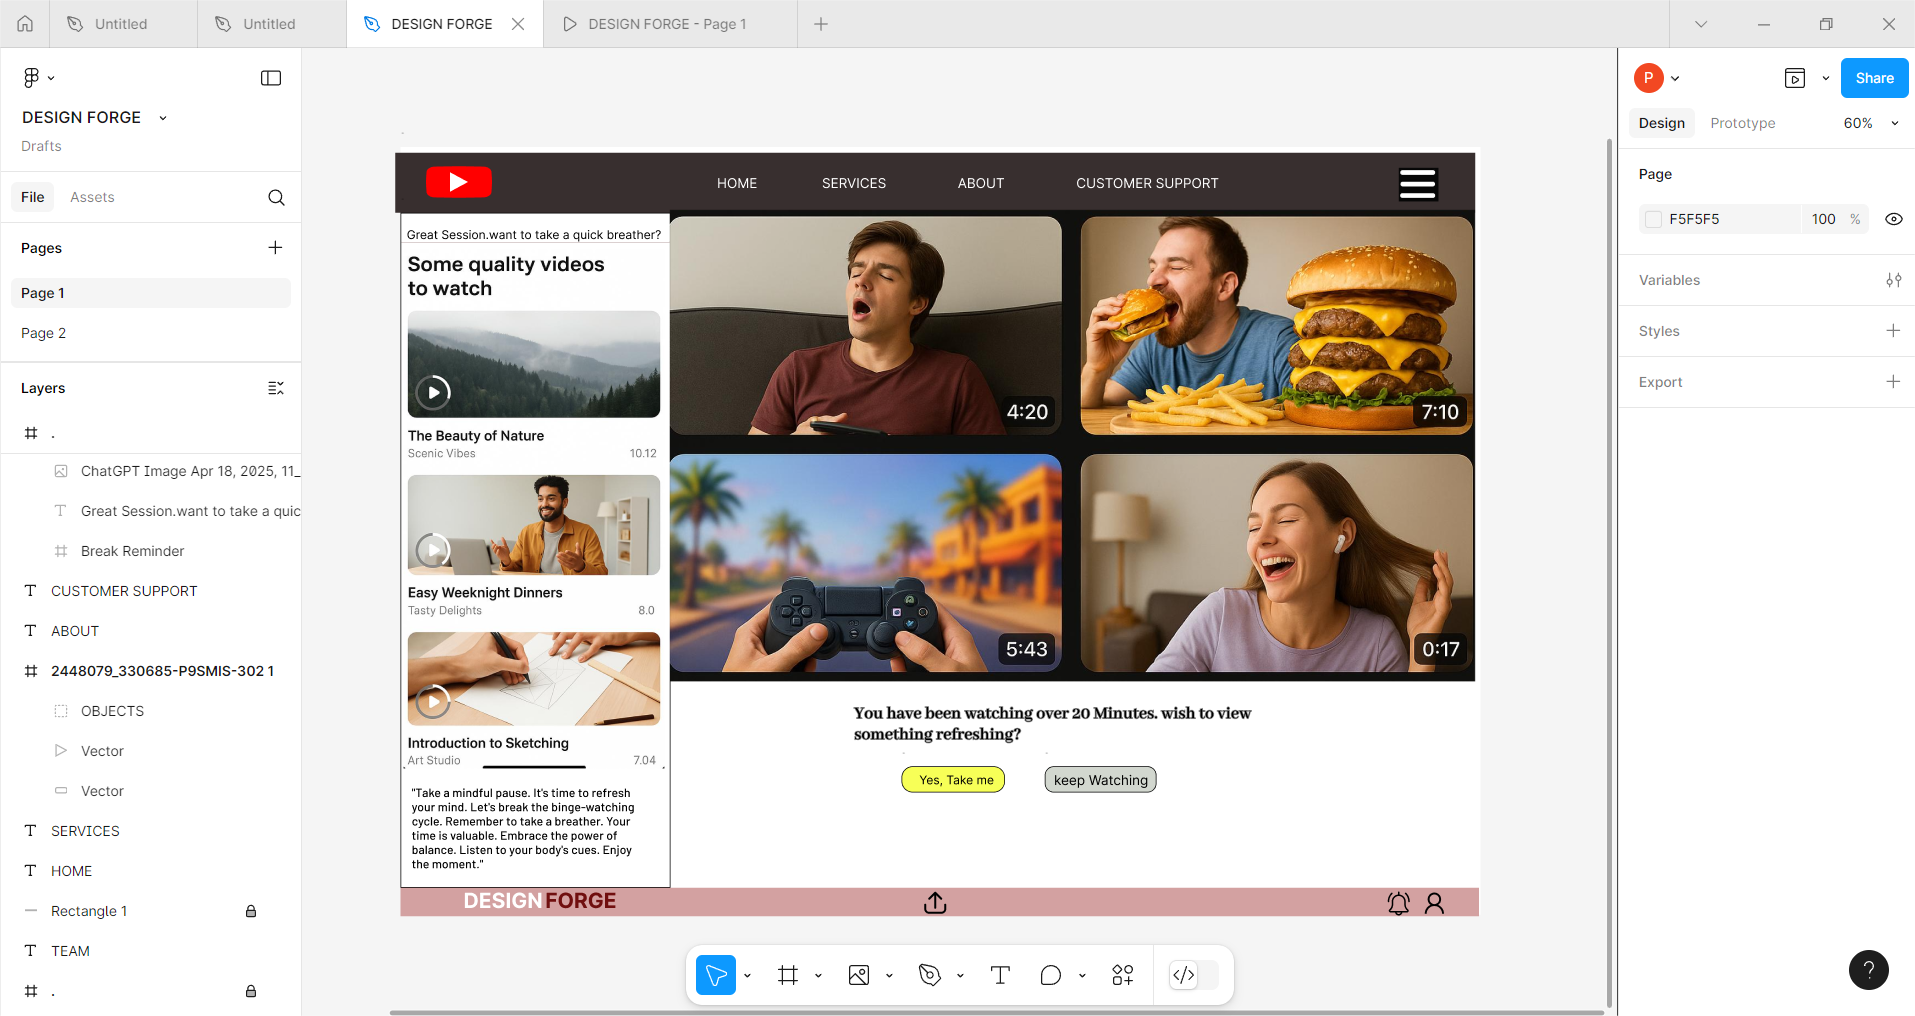 Untitled
Untitled
DESIGN FORGE
DESIGN FORGE - Page 1
DESIGN FORGE
Drafts
File
Assets
Pages
Page 1
Page 2
Layers
.
ChatGPT Image Apr 18, 2025, 11_
Great Session.want to take a quic
Break Reminder
CUSTOMER SUPPORT
ABOUT
2448079_330685-P9SMIS-302 1
OBJECTS
Vector
Vector
SERVICES
HOME
Rectangle 1
TEAM
.
HOME
SERVICES
ABOUT
CUSTOMER SUPPORT
Great Session.want to take a quick breather?
Some quality videos
to watch
The Beauty of Nature
Scenic Vibes
10.12
Easy Weeknight Dinners
Tasty Delights
8.0
Introduction to Sketching
Art Studio
7.04
"Take a mindful pause. It's time to refresh
your mind. Let's break the binge-watching
cycle. Remember to take a breather. Your
time is valuable. Embrace the power of
balance. Listen to your body's cues. Enjoy
the moment."
4:20
7:10
5:43
0:17
You have been watching over 20 Minutes. wish to view
something refreshing?
Yes, Take me
keep Watching
DESIGN FORGE
P
Share
Design
Prototype
60%
Page
F5F5F5
100
%
Variables
Styles
Export
?